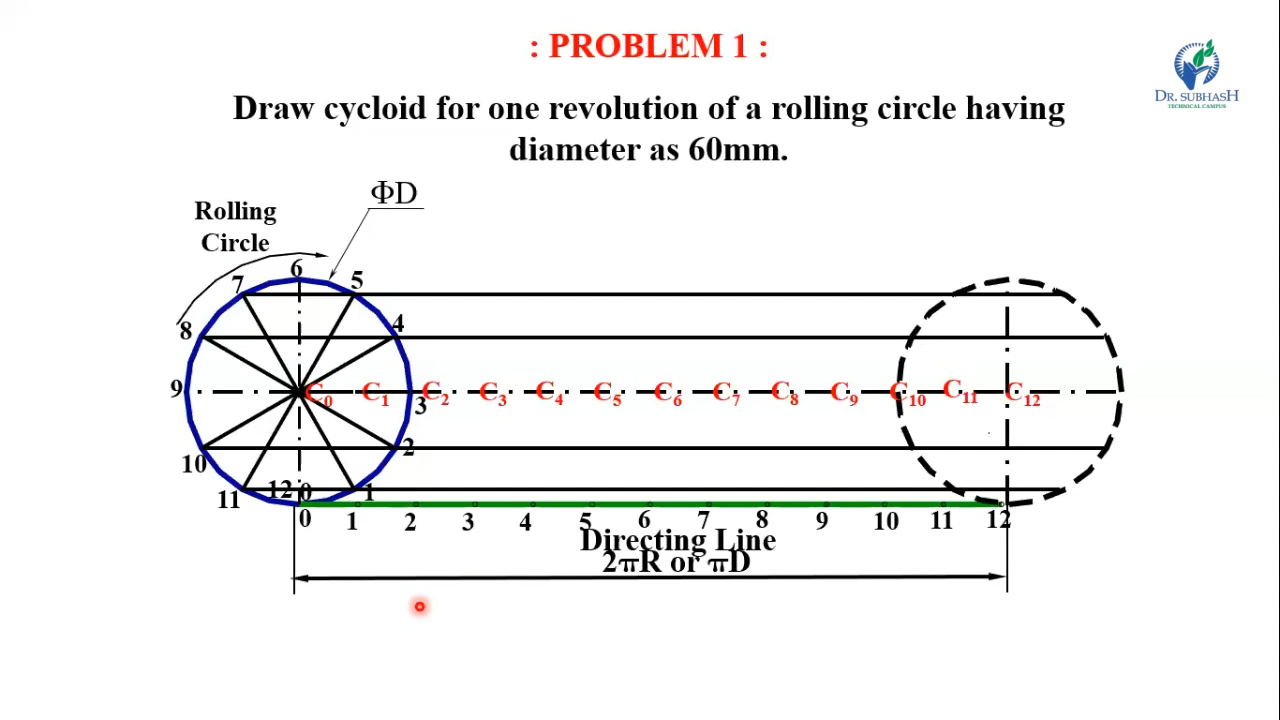 : PROBLEM 1 :
DR. SUBHASH
TECHNICAL CAMPUS
Draw cycloid for one revolution of a rolling circle having
diameter as 60mm.
ΦD
Rolling
Circle
6
7 5
8 4
9 C0 C1 C2 C3 C4 C5 C6 C7 C8 C9 C10 C11 C12
3
2
10
11 12 0 1
0 1 2 3 4 5 6 7 8 9 10 11 12
Directing Line
2πR or πD